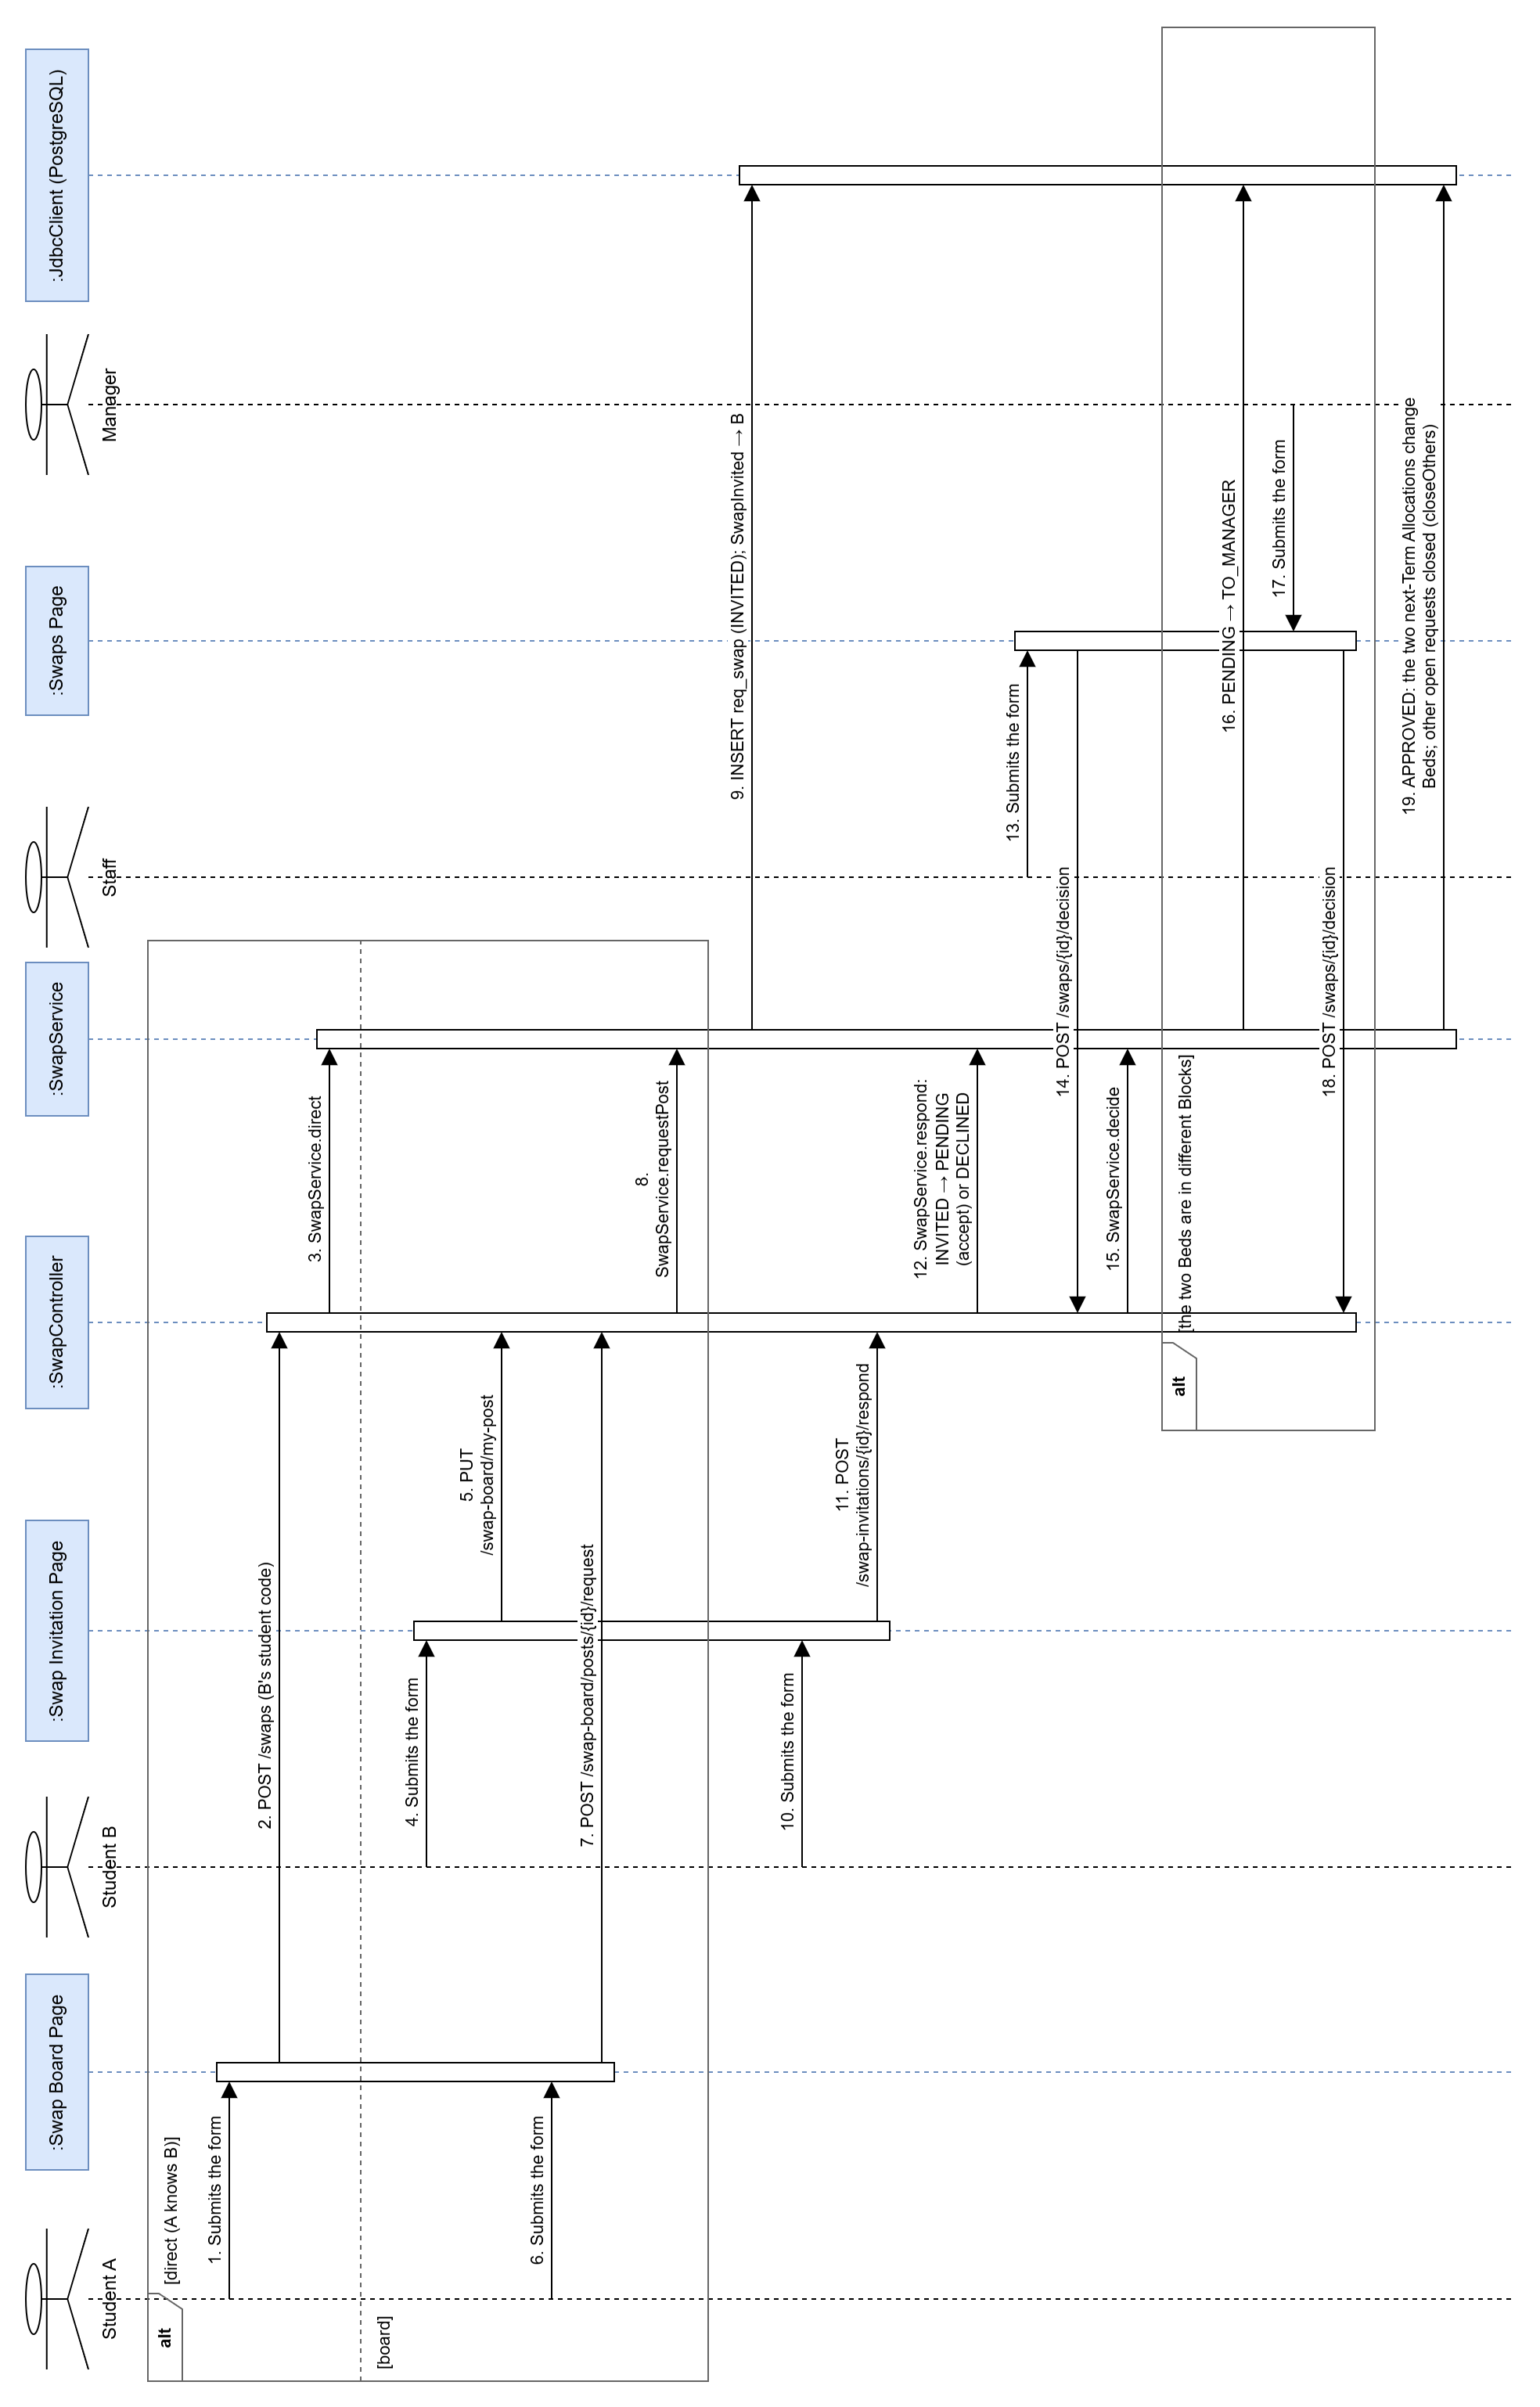 Student A
:Swap Board Page
Student B
:Swap Invitation Page
:SwapController
:SwapService
Staff
:Swaps Page
Manager
:JdbcClient (PostgreSQL)
alt
[direct (A knows B)]
1. Submits the form
2. POST /swaps (B's student code)
3. SwapService.direct
[board]
4. Submits the form
5. PUT
/swap-board/my-post
6. Submits the form
7. POST /swap-board/posts/{id}/request
8.
SwapService.requestPost
9. INSERT req_swap (INVITED); SwapInvited → B
10. Submits the form
11. POST
/swap-invitations/{id}/respond
12. SwapService.respond:
INVITED → PENDING
(accept) or DECLINED
13. Submits the form
14. POST /swaps/{id}/decision
15. SwapService.decide
alt
[the two Beds are in different Blocks]
16. PENDING → TO_MANAGER
17. Submits the form
18. POST /swaps/{id}/decision
19. APPROVED: the two next-Term Allocations change
Beds; other open requests closed (closeOthers)